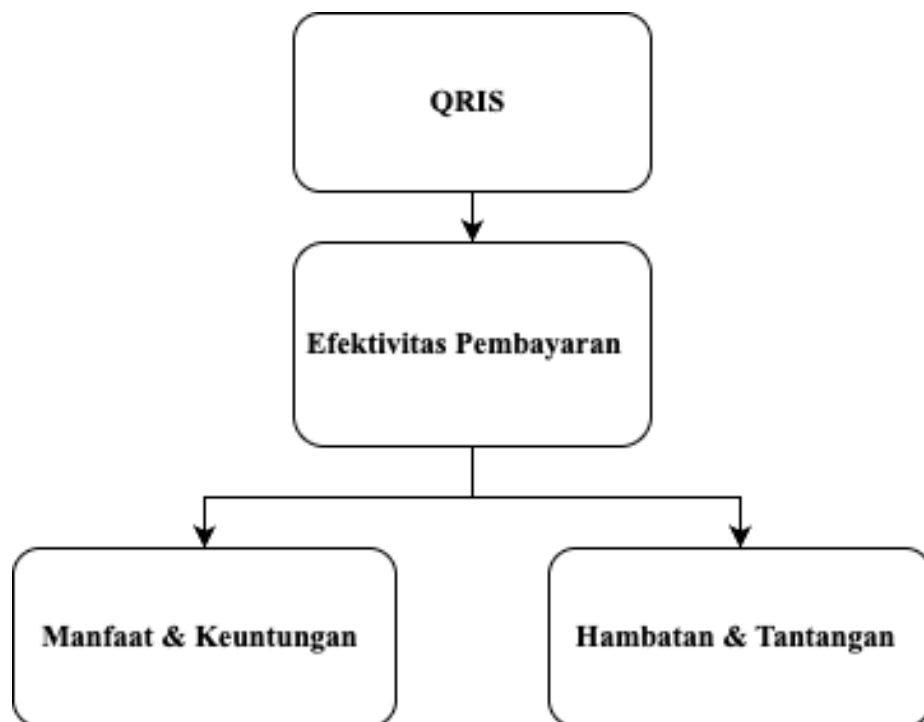 QRIS
Efektivitas Pembayaran
Manfaat & Keuntungan
Hambatan & Tantangan